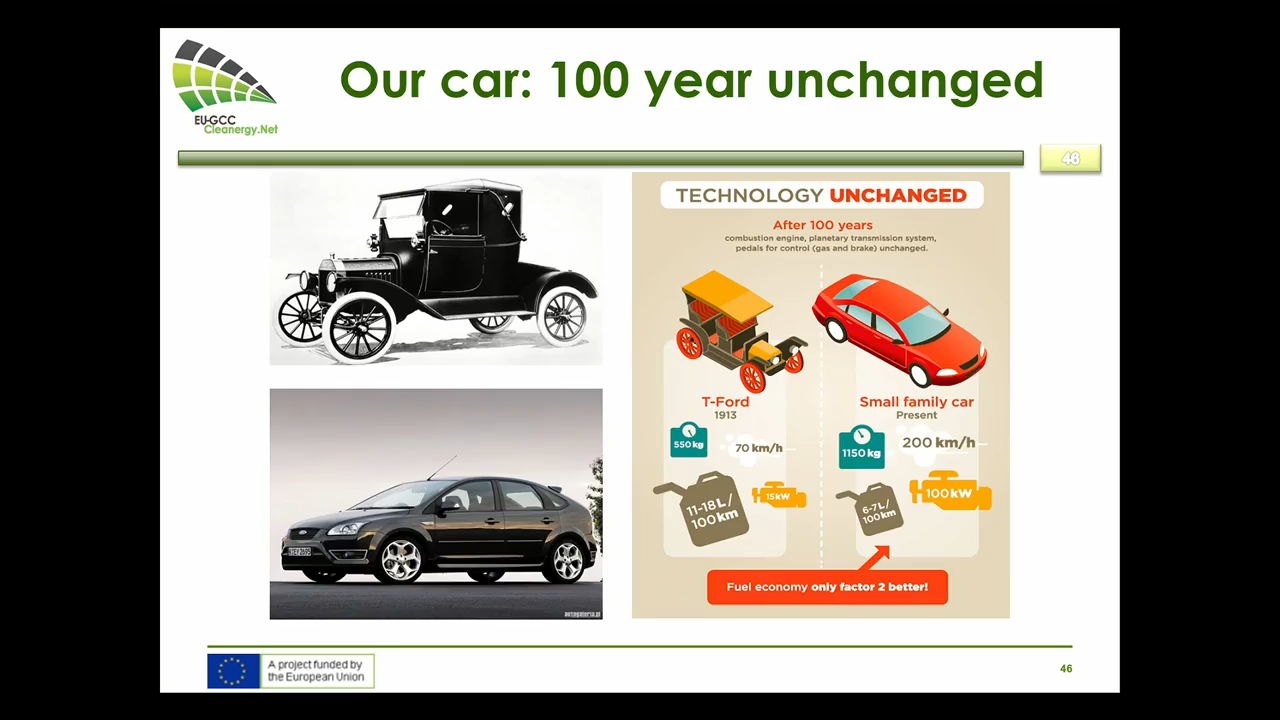 Our car: 100 year unchanged
EU-GCC
Cleanergy.Net
46
TECHNOLOGY UNCHANGED
After 100 years
combustion engine, planetary transmission system,
pedals for control (gas and brake) unchanged.
T-Ford
1913
550 kg
70 km/h
11-18 L/
100 km
15 kW
Small family car
Present
1150 kg
200 km/h
6-7 L/
100 km
100 kW
Fuel economy only factor 2 better!
autogaleria.pl
A project funded by
the European Union
46